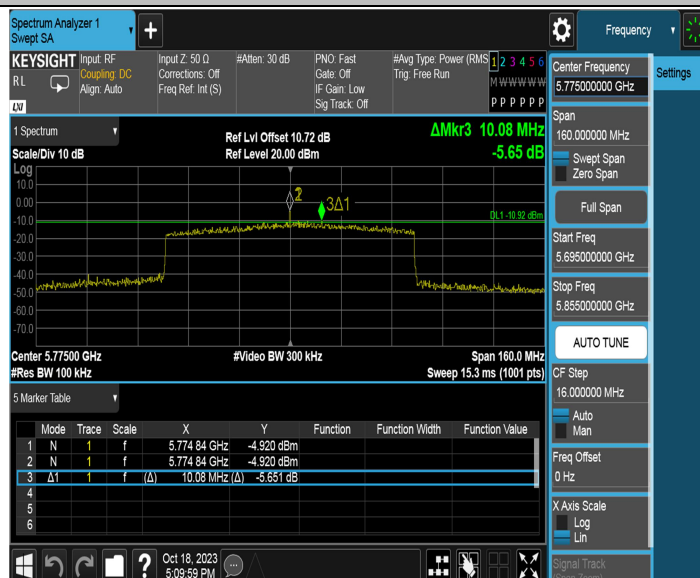 Spectrum Analyzer 1
Swept SA
+
Frequency
KEYSIGHT
Input: RF
Input Z: 50 Ω
#Atten: 30 dB
PNO: Fast
#Avg Type: Power (RMS
1 2 3 4 5 6
RL
Coupling: DC
Corrections: Off
Gate: Off
Trig: Free Run
Align: Auto
Freq Ref: Int (S)
IF Gain: Low
M W W W W W
Sig Track: Off
P P P P P P
LXI
Center Frequency
5.775000000 GHz
Settings
Span
160.000000 MHz
Swept Span
Zero Span
Full Span
Start Freq
5.695000000 GHz
Stop Freq
5.855000000 GHz
AUTO TUNE
CF Step
16.000000 MHz
Auto
Man
Freq Offset
0 Hz
X Axis Scale
Log
Lin
Signal Track
(Span Zoom)
1 Spectrum
Ref Lvl Offset 10.72 dB
ΔMkr3 10.08 MHz
Scale/Div 10 dB
Ref Level 20.00 dBm
-5.65 dB
Log
10.0
0.00
-10.0
-20.0
-30.0
-40.0
-50.0
-60.0
-70.0
2
3Δ1
DL1 -10.92 dBm
Center 5.77500 GHz
#Video BW 300 kHz
Span 160.0 MHz
#Res BW 100 kHz
Sweep 15.3 ms (1001 pts)
5 Marker Table
Mode Trace Scale X Y Function Function Width Function Value
1 N 1 f 5.774 84 GHz -4.920 dBm
2 N 1 f 5.774 84 GHz -4.920 dBm
3 Δ1 1 f (Δ) 10.08 MHz (Δ) -5.651 dB
4
5
6
?
Oct 18, 2023
5:09:59 PM